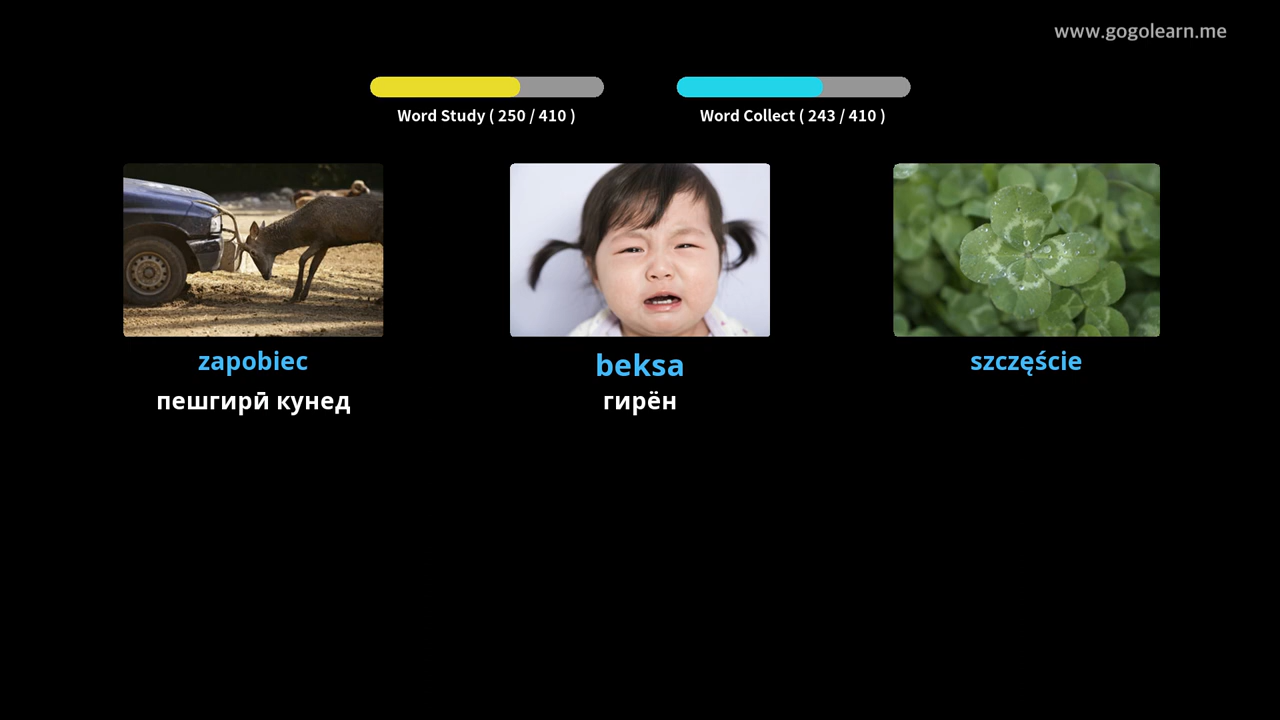 www.gogolearn.me
Word Study ( 250 / 410 )
Word Collect ( 243 / 410 )
zapobiec
beksa
szczęście
пешгирӣ кунед
гирён